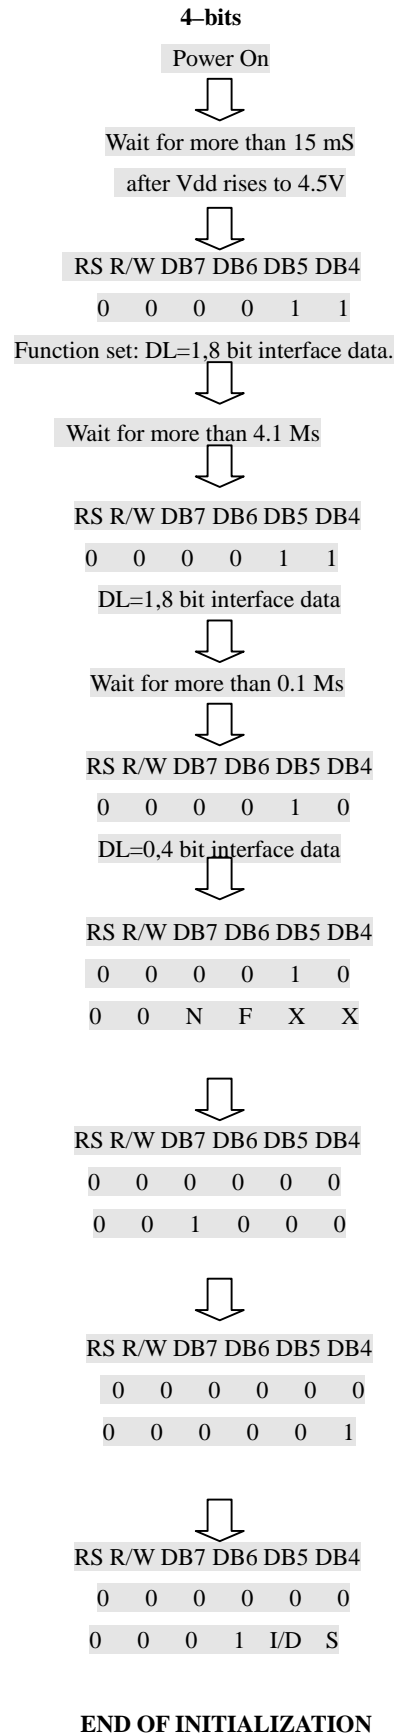 4–bits
Power On
Wait for more than 15 mS
after Vdd rises to 4.5V
RS R/W DB7 DB6 DB5 DB4
0 0 0 0 1 1
Function set: DL=1,8 bit interface data.
Wait for more than 4.1 Ms
RS R/W DB7 DB6 DB5 DB4
0 0 0 0 1 1
DL=1,8 bit interface data
Wait for more than 0.1 Ms
RS R/W DB7 DB6 DB5 DB4
0 0 0 0 1 0
DL=0,4 bit interface data
RS R/W DB7 DB6 DB5 DB4
0 0 0 0 1 0
0 0 N F X X
RS R/W DB7 DB6 DB5 DB4
0 0 0 0 0 0
0 0 1 0 0 0
RS R/W DB7 DB6 DB5 DB4
0 0 0 0 0 0
0 0 0 0 0 1
RS R/W DB7 DB6 DB5 DB4
0 0 0 0 0 0
0 0 0 1 I/D S
END OF INITIALIZATION